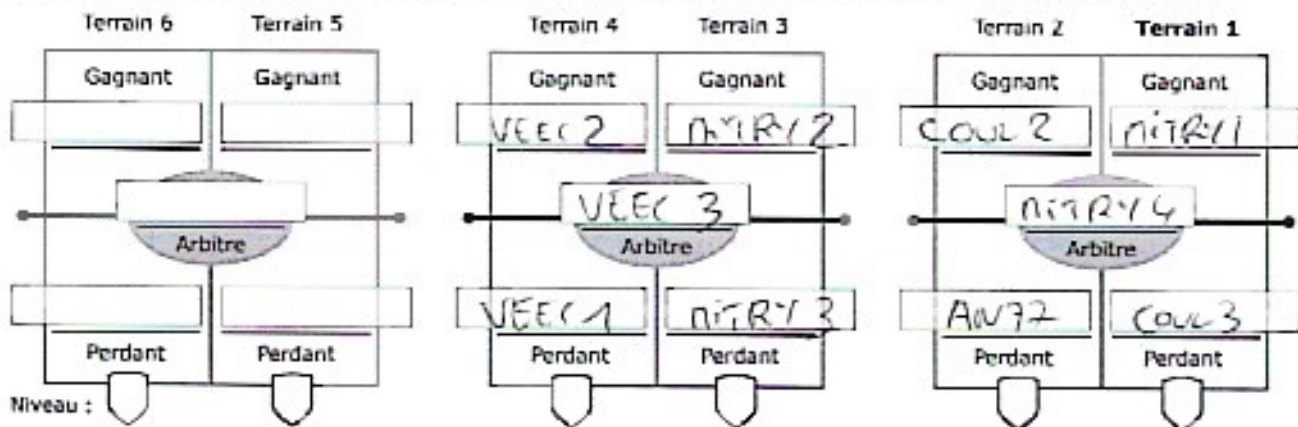 Terrain 6 Terrain 5 Terrain 4 Terrain 3 Terrain 2 Terrain 1
Gagnant Gagnant Gagnant Gagnant Gagnant Gagnant
VEEC 2 MITRY 2 COUL 2 MITRY 1
VEEC 3 MITRY 4
Arbitre Arbitre Arbitre
VEEC 1 MITRY 3 AW77 COUL 3
Perdant Perdant Perdant Perdant Perdant Perdant
Niveau :